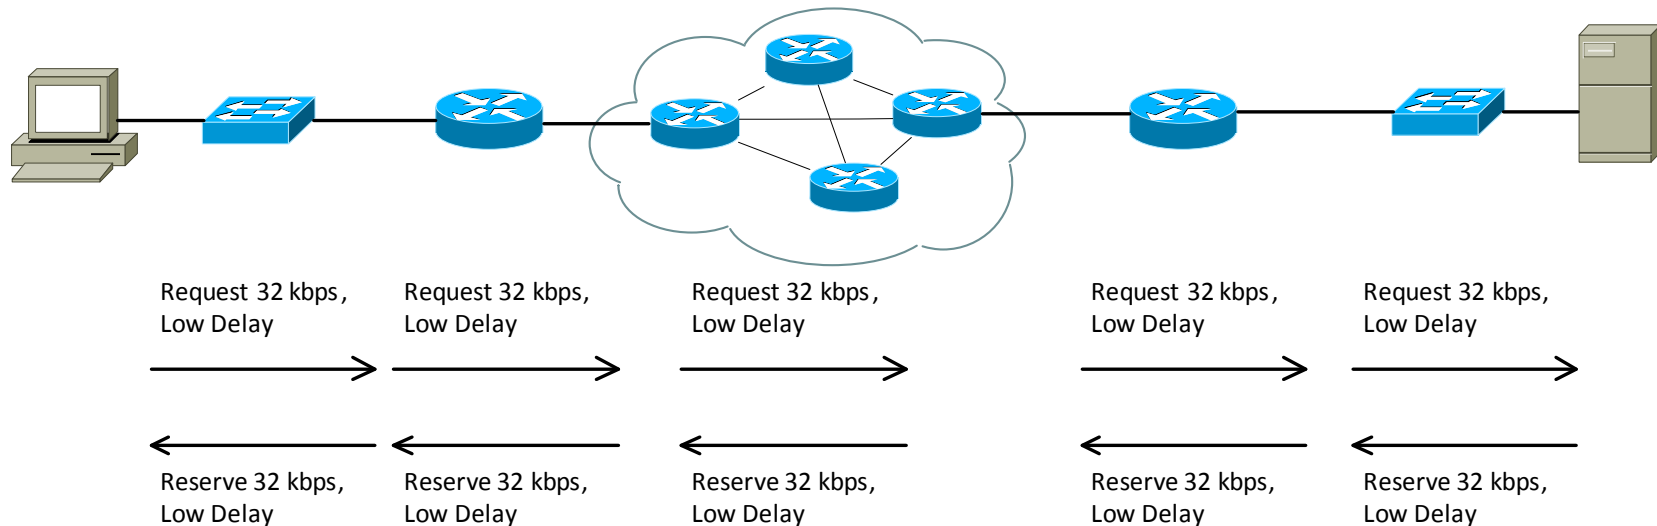 Request 32 kbps,
Low Delay
Request 32 kbps,
Low Delay
Request 32 kbps,
Low Delay
Request 32 kbps,
Low Delay
Request 32 kbps,
Low Delay
Reserve 32 kbps,
Low Delay
Reserve 32 kbps,
Low Delay
Reserve 32 kbps,
Low Delay
Reserve 32 kbps,
Low Delay
Reserve 32 kbps,
Low Delay